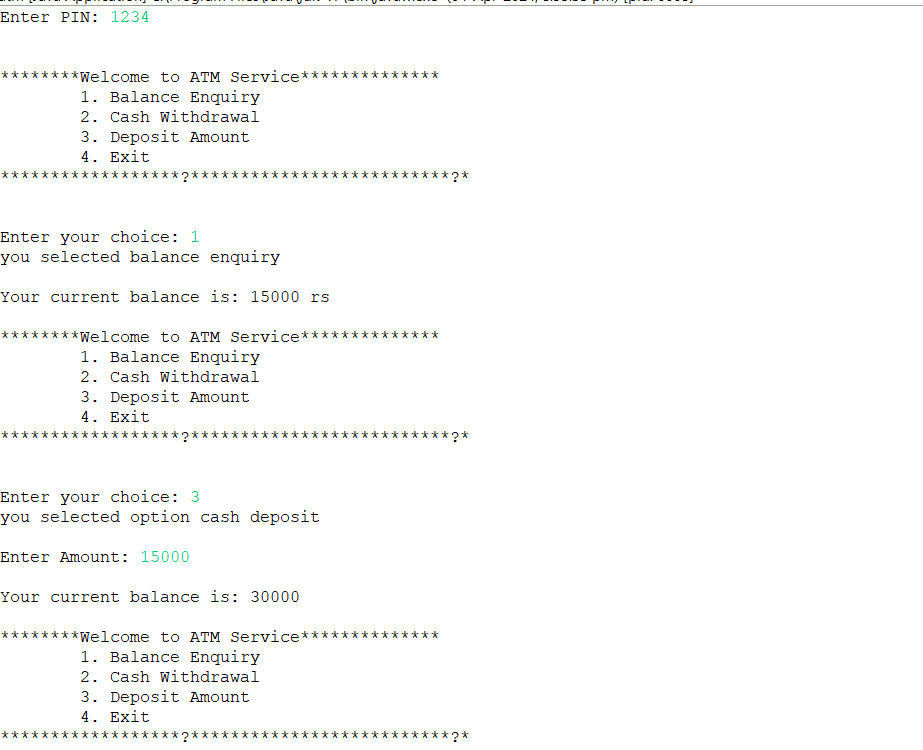 Enter PIN: 1234
********Welcome to ATM Service**************
1. Balance Enquiry
2. Cash Withdrawal
3. Deposit Amount
4. Exit
******************?**************************?*
Enter your choice: 1
you selected balance enquiry
Your current balance is: 15000 rs
********Welcome to ATM Service**************
1. Balance Enquiry
2. Cash Withdrawal
3. Deposit Amount
4. Exit
******************?**************************?*
Enter your choice: 3
you selected option cash deposit
Enter Amount: 15000
Your current balance is: 30000
********Welcome to ATM Service**************
1. Balance Enquiry
2. Cash Withdrawal
3. Deposit Amount
4. Exit
******************?**************************?*